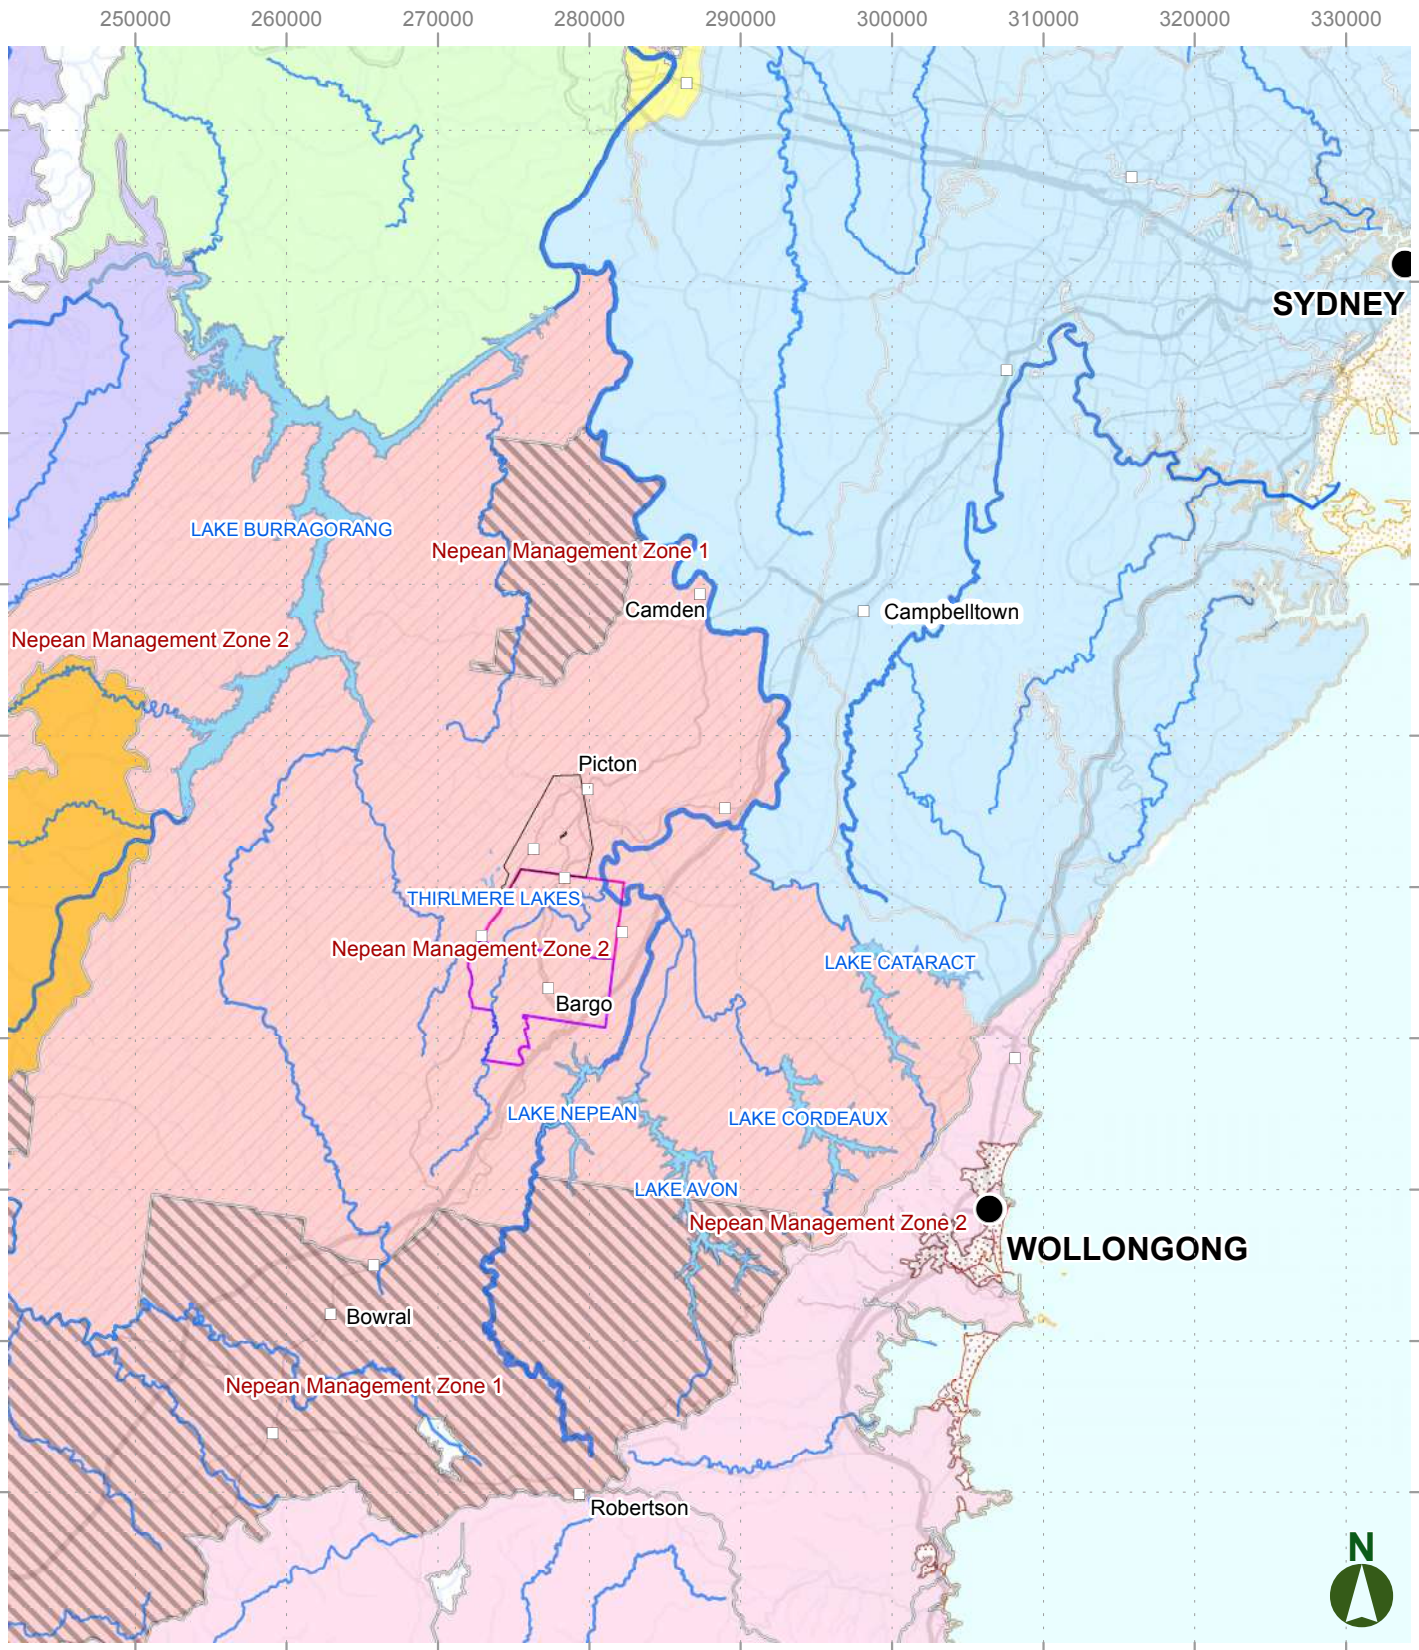 250000 260000 270000 280000 290000 300000 310000 320000 330000
SYDNEY
LAKE BURRAGORANG
Nepean Management Zone 1
Camden
Campbelltown
Nepean Management Zone 2
Picton
THIRLMERE LAKES
Nepean Management Zone 2
LAKE CATARACT
Bargo
LAKE NEPEAN
LAKE CORDEAUX
LAKE AVON
Nepean Management Zone 2
WOLLONGONG
Bowral
Nepean Management Zone 1
Robertson
N